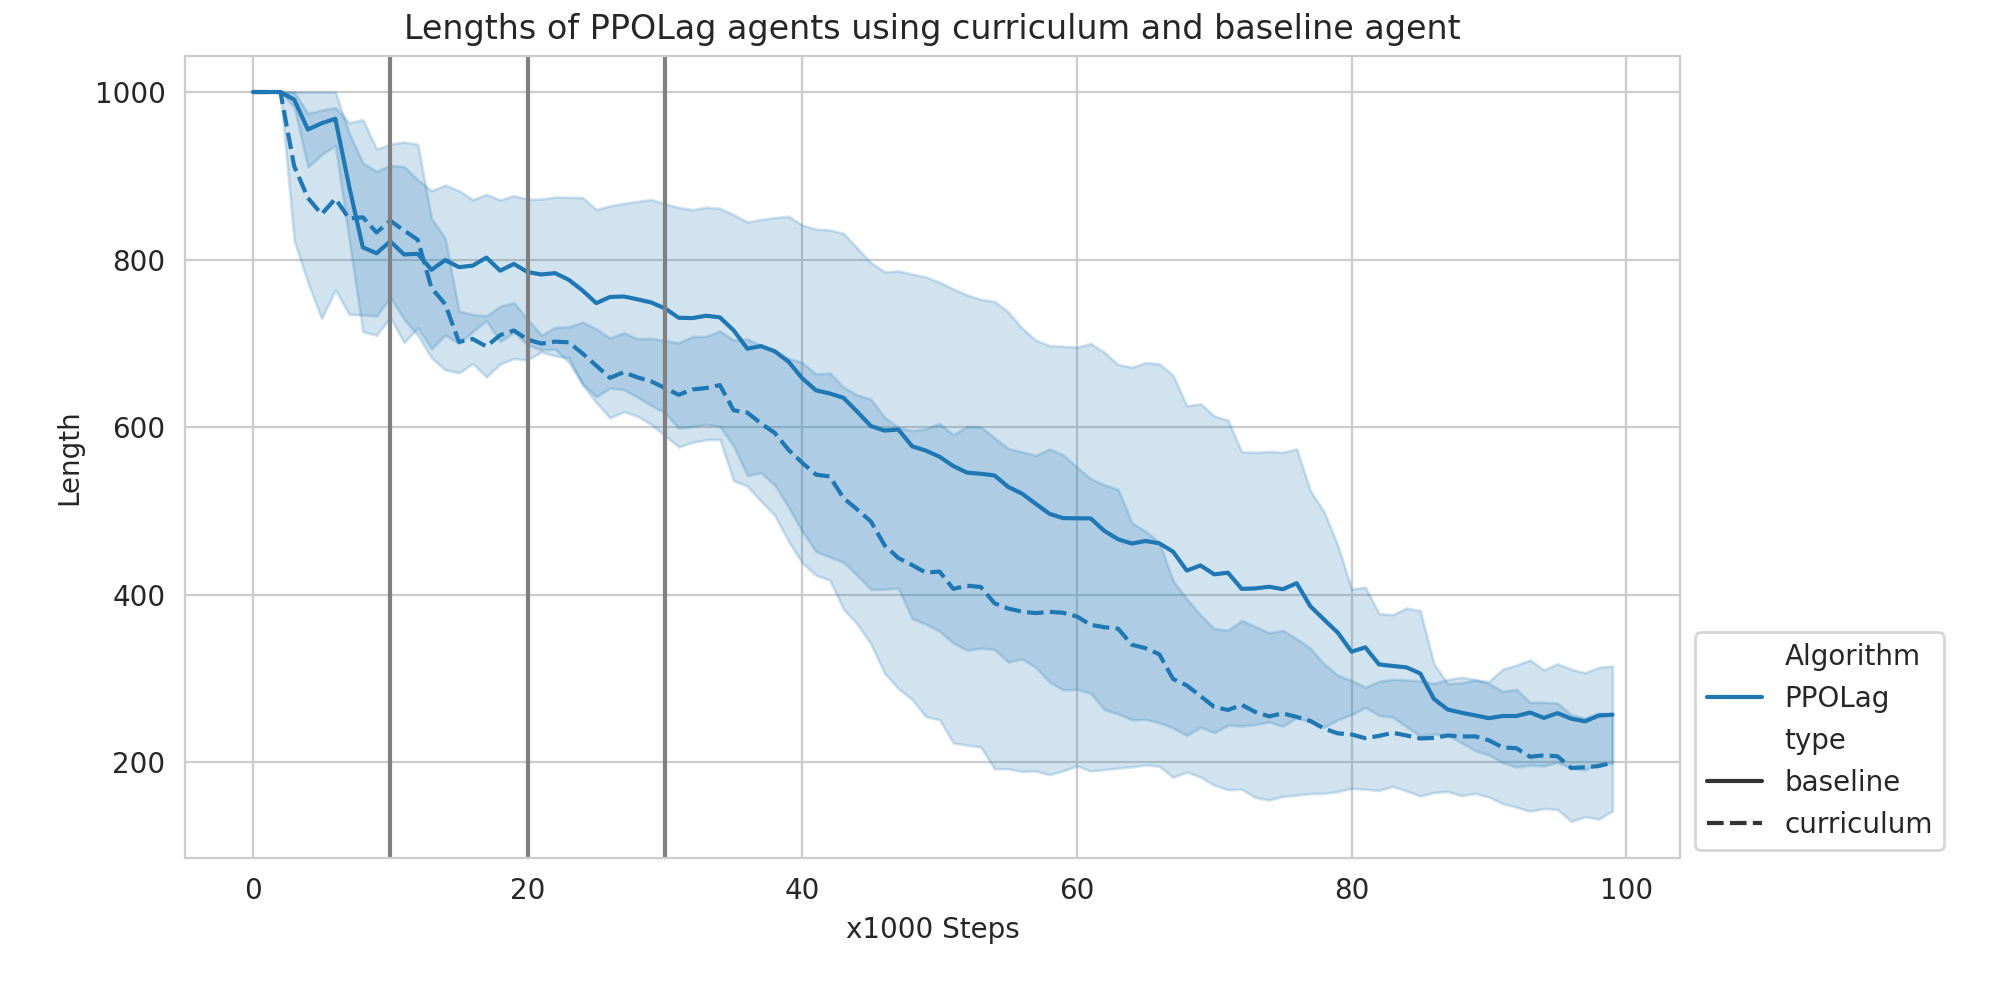 Lengths of PPOLag agents using curriculum and baseline agent
1000
800
600
400
200
Length
0 20 40 60 80 100
x1000 Steps
Algorithm
PPOLag
type
baseline
curriculum